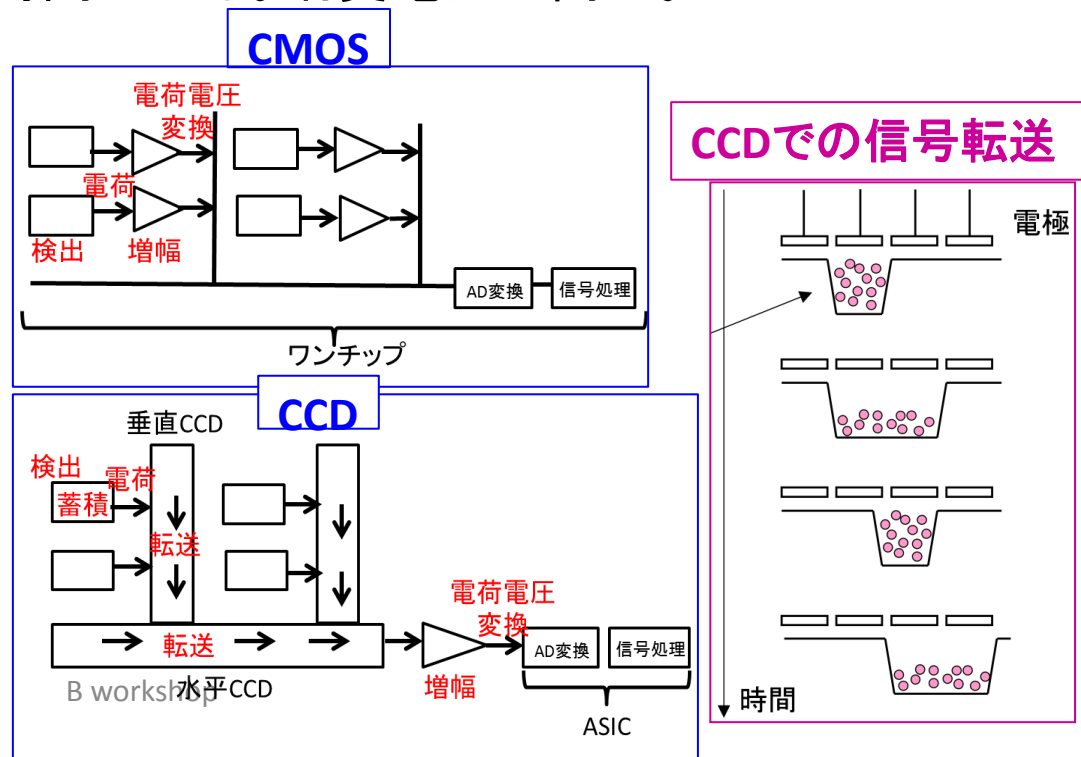 CMOS
電荷電圧
変換
電荷
検出
増幅
AD変換
信号処理
ワンチップ
CCD
垂直CCD
検出
電荷
蓄積
転送
電荷電圧
変換
転送
AD変換
信号処理
増幅
B workshop
水平CCD
ASIC
CCDでの信号転送
電極
時間